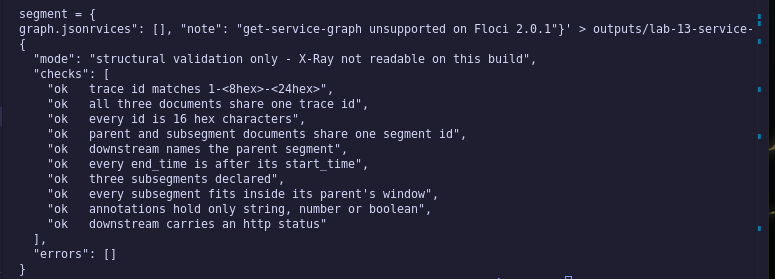 segment = {
graph.jsonrvices": [], "note": "get-service-graph unsupported on Floci 2.0.1"}' > outputs/lab-13-service-
{
  "mode": "structural validation only - X-Ray not readable on this build",
  "checks": [
    "ok   trace id matches 1-<8hex>-<24hex>",
    "ok   all three documents share one trace id",
    "ok   every id is 16 hex characters",
    "ok   parent and subsegment documents share one segment id",
    "ok   downstream names the parent segment",
    "ok   every end_time is after its start_time",
    "ok   three subsegments declared",
    "ok   every subsegment fits inside its parent's window",
    "ok   annotations hold only string, number or boolean",
    "ok   downstream carries an http status"
  ],
  "errors": []
}